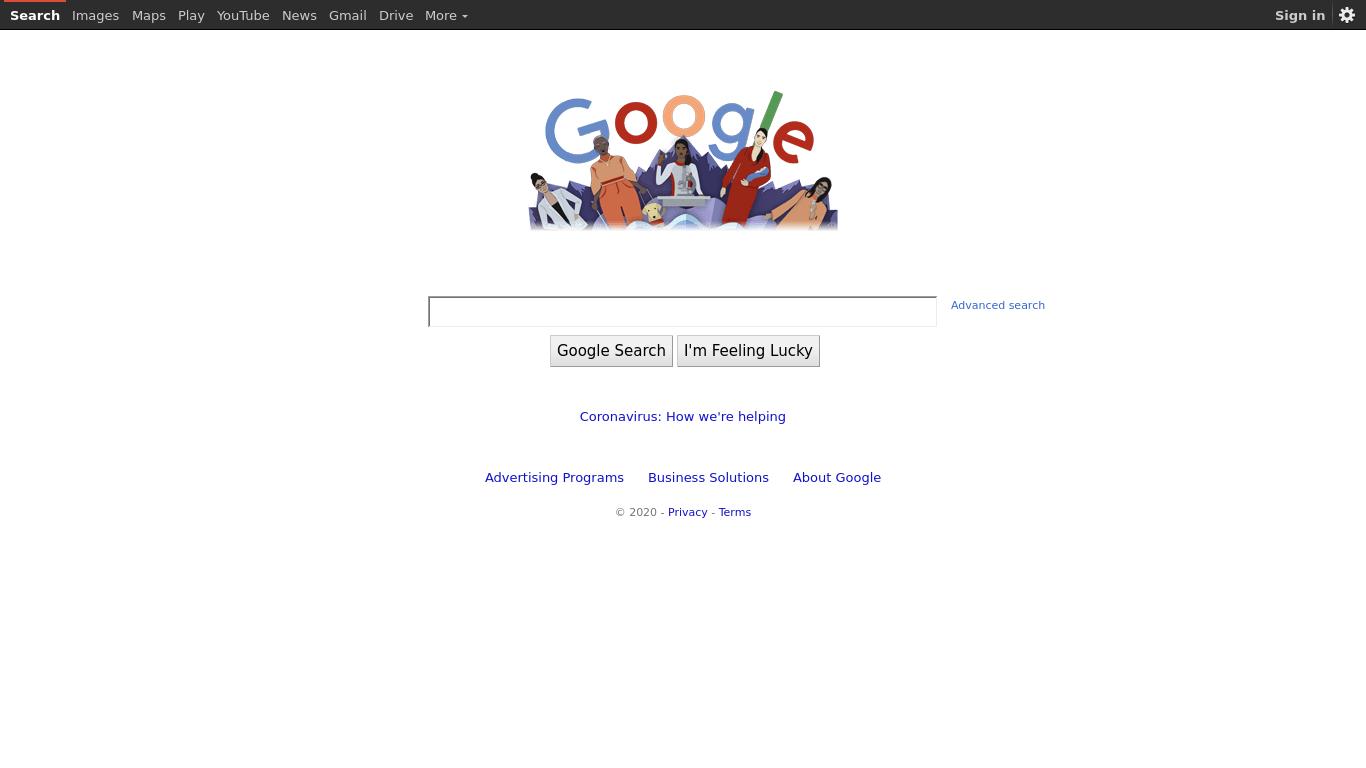 Search Images Maps Play YouTube News Gmail Drive More Sign in
Google
Advanced search
Google Search I'm Feeling Lucky
Coronavirus: How we're helping
Advertising Programs Business Solutions About Google
© 2020 - Privacy - Terms